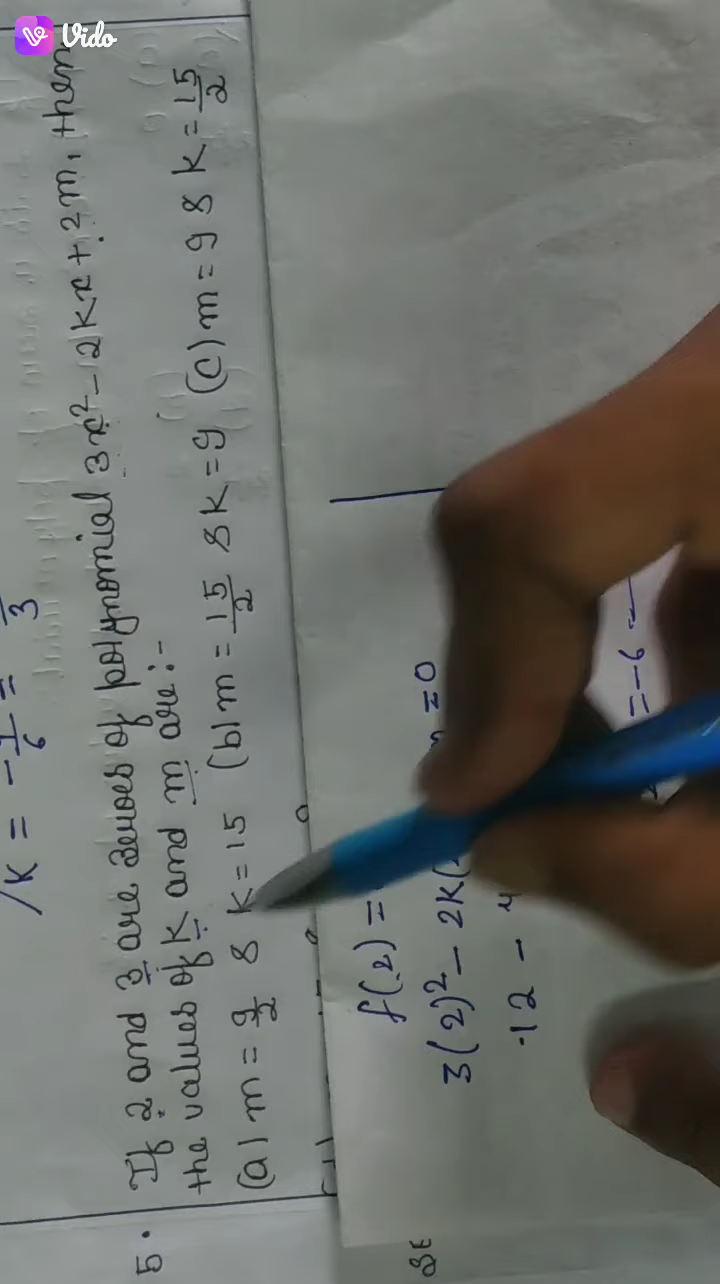 Vido
/K = -1/6 = /3
5. If 2 and 3 are zeroes of polynomial 3x² - 2kx + 2m, then
the values of K and m are:-
(a) m = 9/2 & K = 15 (b) m = 15/2 & K = 9 (c) m = 9 & K = 15/2
f(2) =
3(2)² - 2K( = 0
12 - 4 = -6